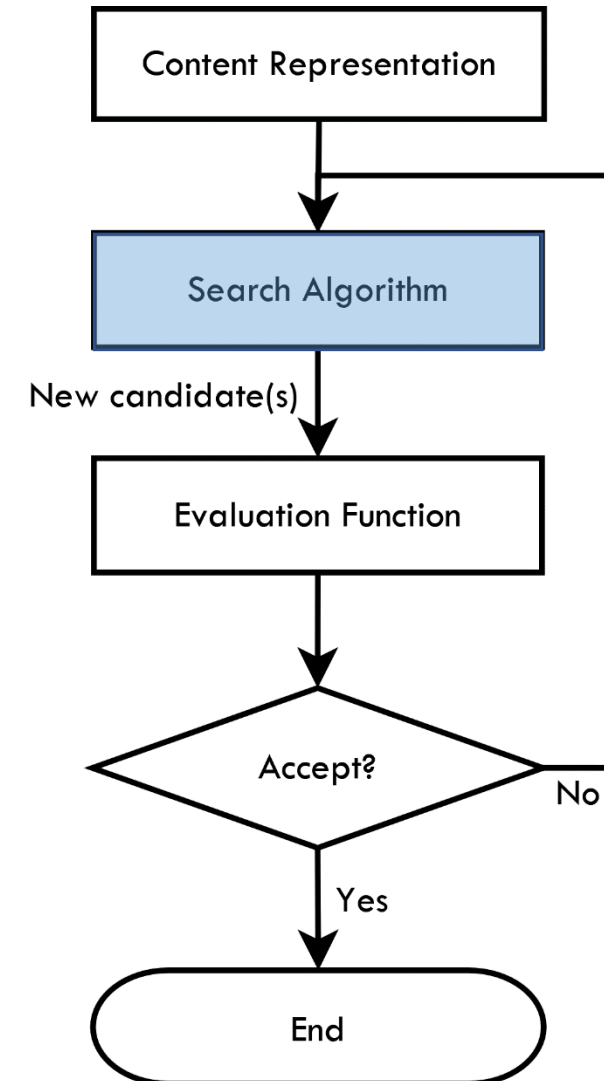 Content Representation
Search Algorithm
New candidate(s)
Evaluation Function
Accept?
No
Yes
End